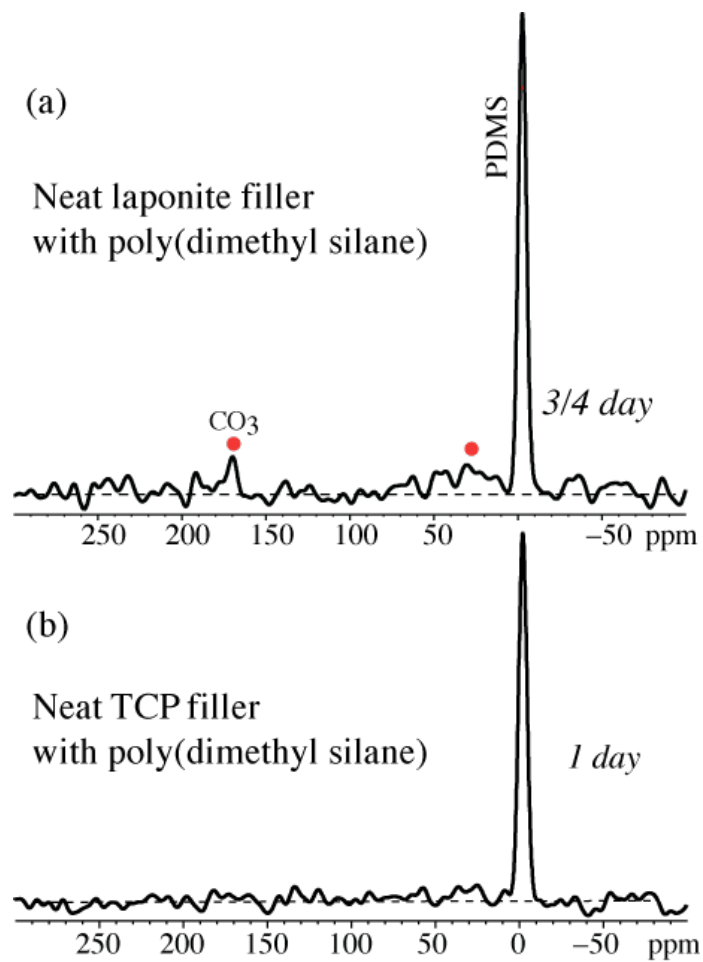 (a)
PDMS
Neat laponite filler
with poly(dimethyl silane)
3/4 day
CO3
250 200 150 100 50 −50 ppm
(b)
Neat TCP filler
with poly(dimethyl silane)
1 day
250 200 150 100 50 0 −50 ppm